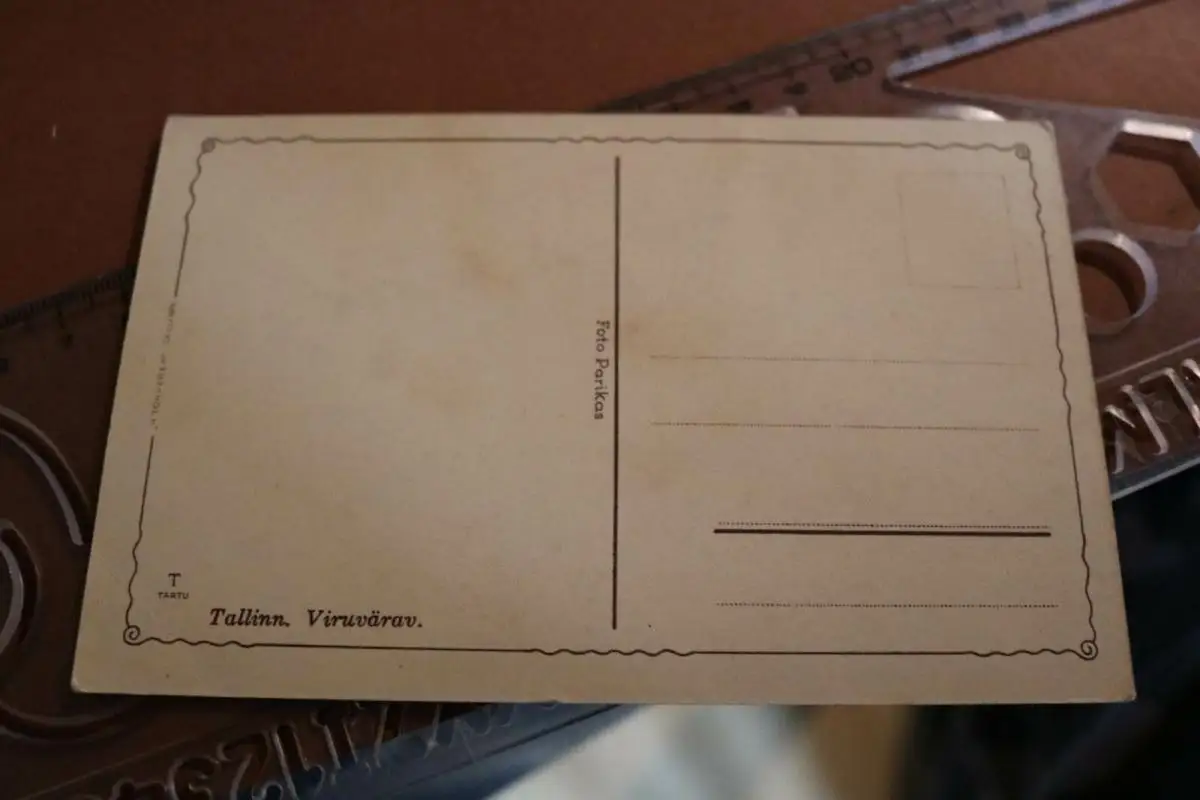 Foto Parikas
T
TARTU
Tallinn. Viruvärav.